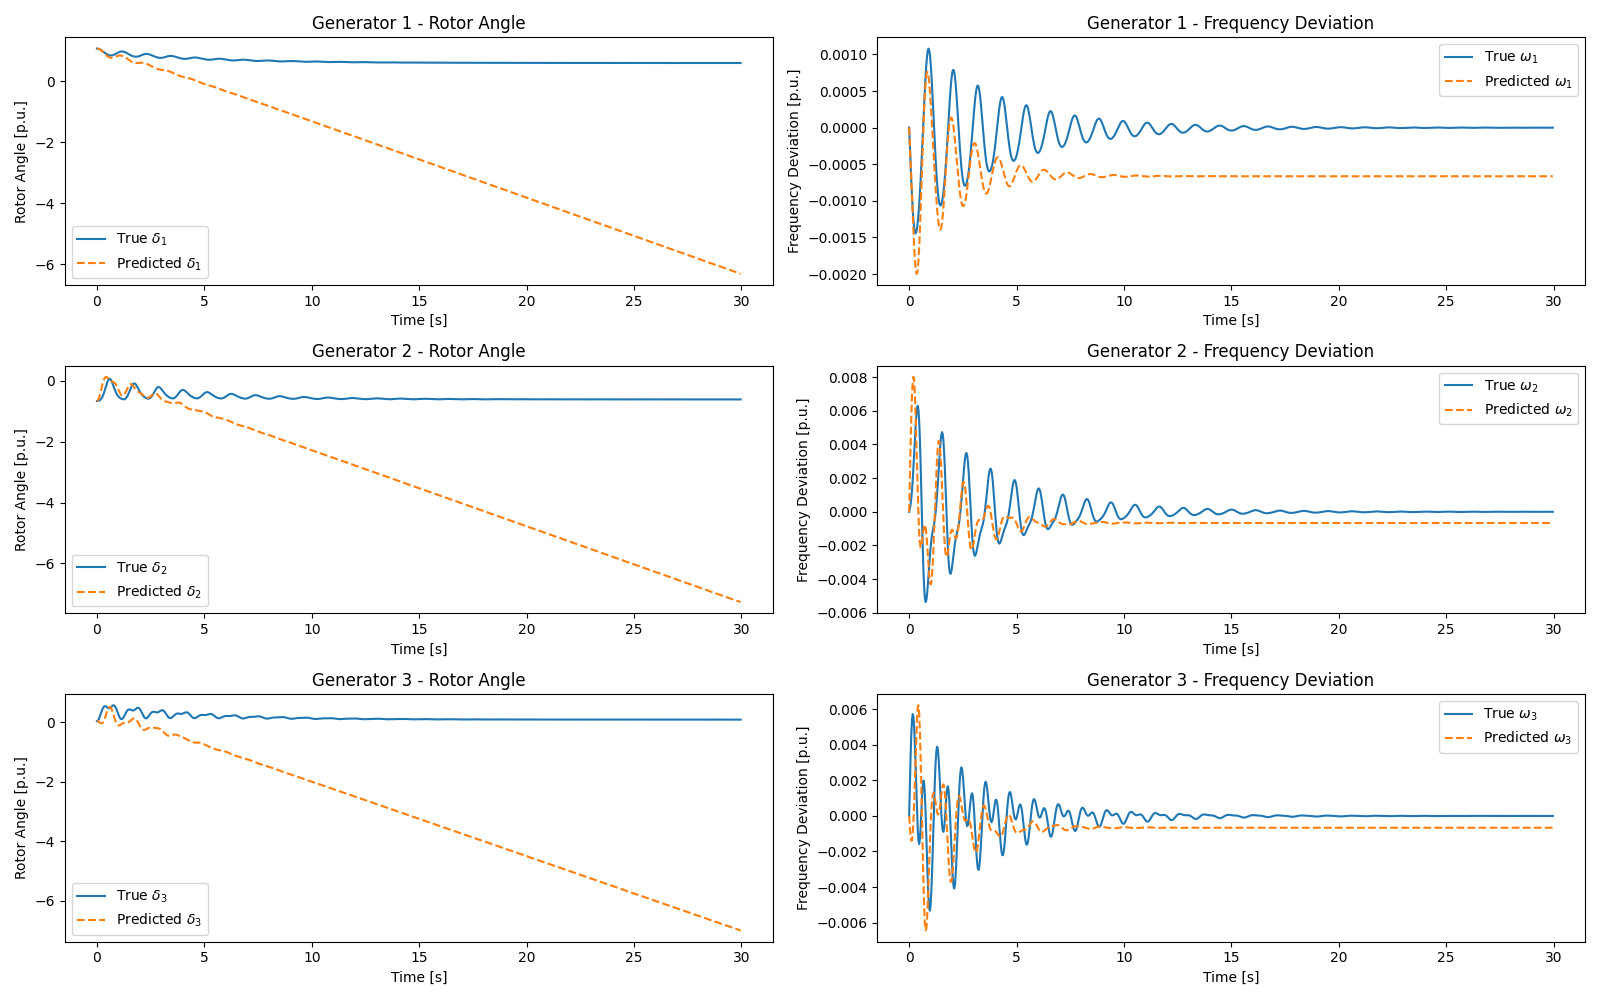 Generator 1 - Rotor Angle
Rotor Angle [p.u.]
0
−2
−4
−6
True δ1
Predicted δ1
0 5 10 15 20 25 30
Time [s]
Generator 1 - Frequency Deviation
Frequency Deviation [p.u.]
0.0010
0.0005
0.0000
−0.0005
−0.0010
−0.0015
−0.0020
True ω1
Predicted ω1
0 5 10 15 20 25 30
Time [s]
Generator 2 - Rotor Angle
Rotor Angle [p.u.]
0
−2
−4
−6
True δ2
Predicted δ2
0 5 10 15 20 25 30
Time [s]
Generator 2 - Frequency Deviation
Frequency Deviation [p.u.]
0.008
0.006
0.004
0.002
0.000
−0.002
−0.004
−0.006
True ω2
Predicted ω2
0 5 10 15 20 25 30
Time [s]
Generator 3 - Rotor Angle
Rotor Angle [p.u.]
0
−2
−4
−6
True δ3
Predicted δ3
0 5 10 15 20 25 30
Time [s]
Generator 3 - Frequency Deviation
Frequency Deviation [p.u.]
0.006
0.004
0.002
0.000
−0.002
−0.004
−0.006
True ω3
Predicted ω3
0 5 10 15 20 25 30
Time [s]